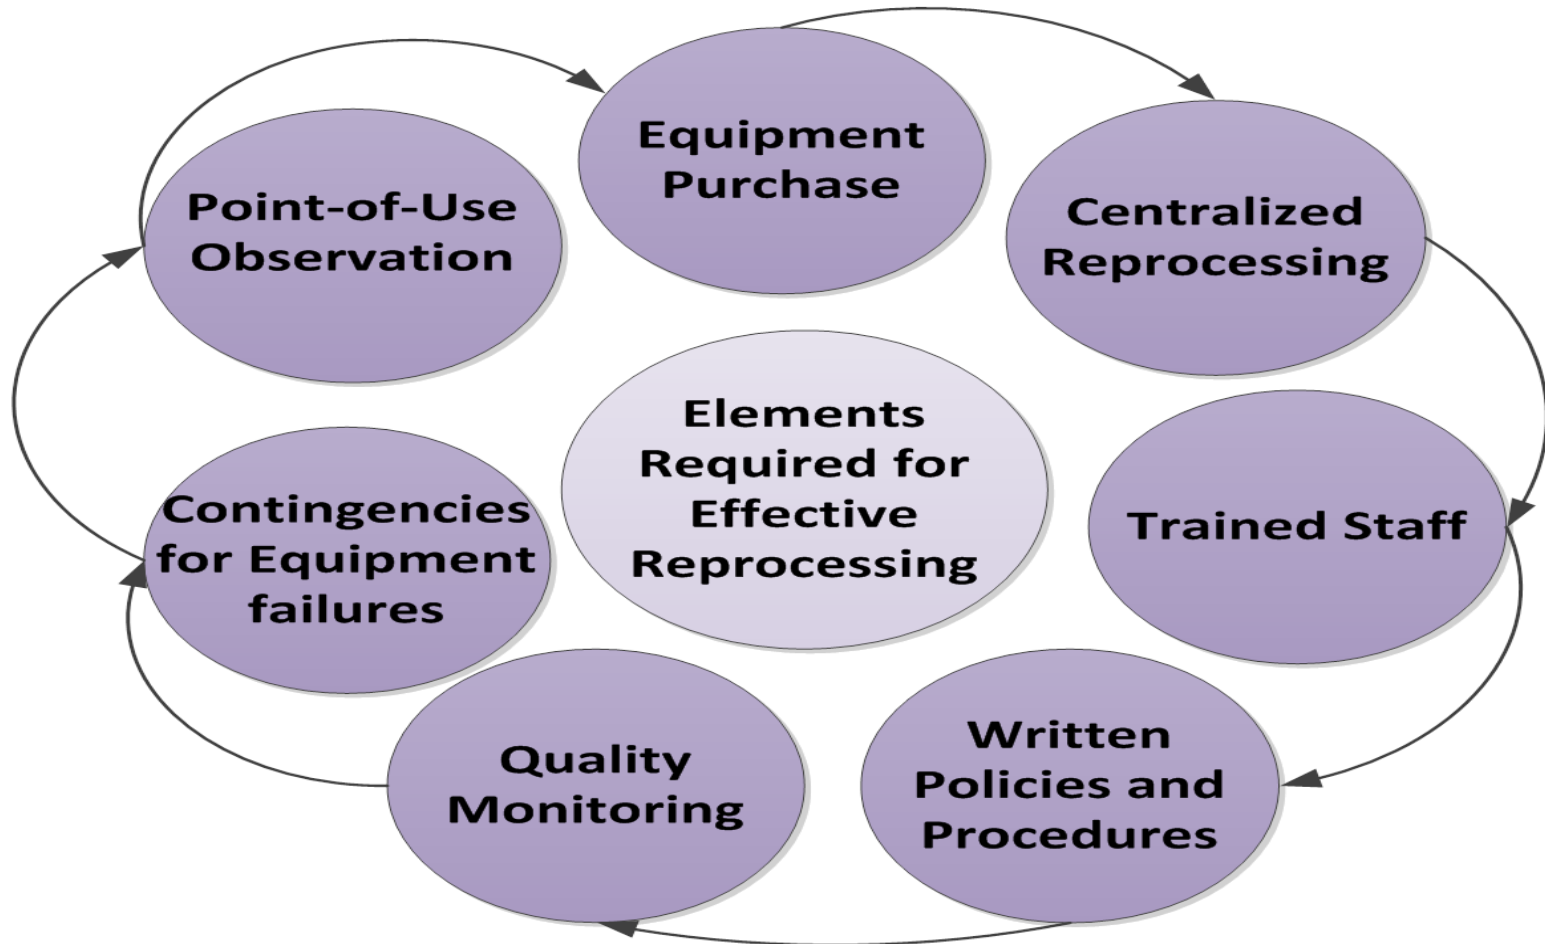 Equipment
Purchase
Centralized
Reprocessing
Trained Staff
Written
Policies and
Procedures
Quality
Monitoring
Contingencies
for Equipment
failures
Point-of-Use
Observation
Elements
Required for
Effective
Reprocessing